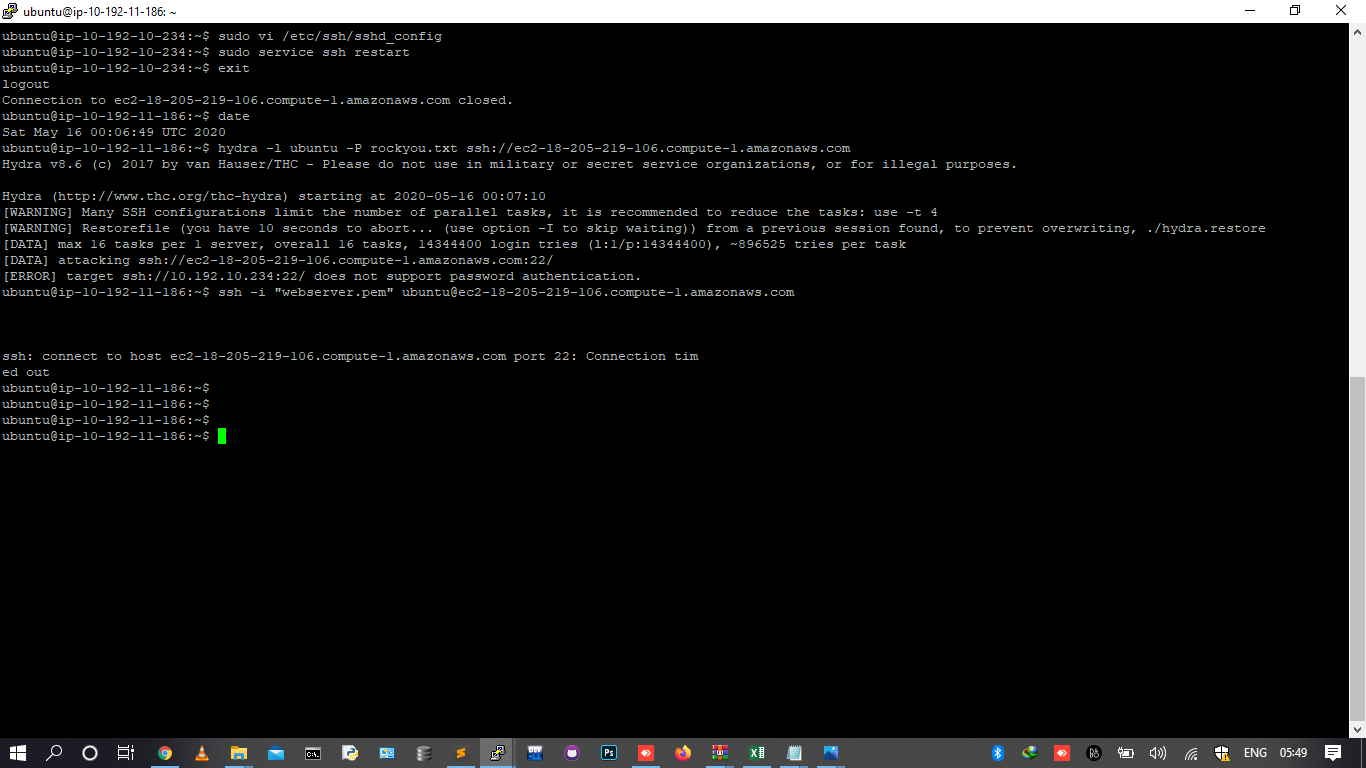 ubuntu@ip-10-192-11-186: ~
ubuntu@ip-10-192-10-234:~$ sudo vi /etc/ssh/sshd_config
ubuntu@ip-10-192-10-234:~$ sudo service ssh restart
ubuntu@ip-10-192-10-234:~$ exit
logout
Connection to ec2-18-205-219-106.compute-1.amazonaws.com closed.
ubuntu@ip-10-192-11-186:~$ date
Sat May 16 00:06:49 UTC 2020
ubuntu@ip-10-192-11-186:~$ hydra -l ubuntu -P rockyou.txt ssh://ec2-18-205-219-106.compute-1.amazonaws.com
Hydra v8.6 (c) 2017 by van Hauser/THC - Please do not use in military or secret service organizations, or for illegal purposes.
Hydra (http://www.thc.org/thc-hydra) starting at 2020-05-16 00:07:10
[WARNING] Many SSH configurations limit the number of parallel tasks, it is recommended to reduce the tasks: use -t 4
[WARNING] Restorefile (you have 10 seconds to abort... (use option -I to skip waiting)) from a previous session found, to prevent overwriting, ./hydra.restore
[DATA] max 16 tasks per 1 server, overall 16 tasks, 14344400 login tries (l:1/p:14344400), ~896525 tries per task
[DATA] attacking ssh://ec2-18-205-219-106.compute-1.amazonaws.com:22/
[ERROR] target ssh://10.192.10.234:22/ does not support password authentication.
ubuntu@ip-10-192-11-186:~$ ssh -i "webserver.pem" ubuntu@ec2-18-205-219-106.compute-1.amazonaws.com
ssh: connect to host ec2-18-205-219-106.compute-1.amazonaws.com port 22: Connection tim
ed out
ubuntu@ip-10-192-11-186:~$
ubuntu@ip-10-192-11-186:~$
ubuntu@ip-10-192-11-186:~$
ubuntu@ip-10-192-11-186:~$
ENG 05:49